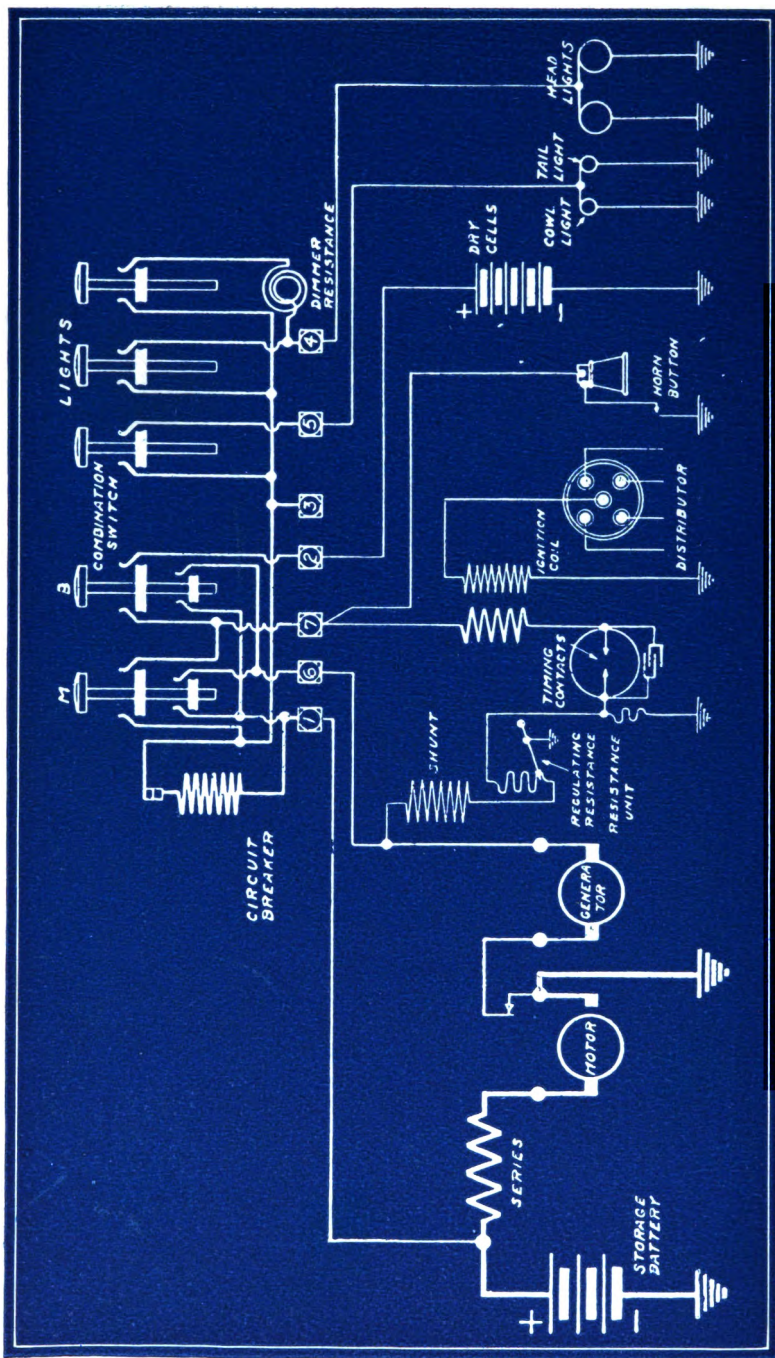 LIGHTS
M
B
COMBINATION
SWITCH
CIRCUIT
BREAKER
1
6
7
2
3
5
4
DIMMER
RESISTANCE
SHUNT
REGULATING
RESISTANCE
RESISTANCE
UNIT
TIMING
CONTACTS
IGNITION
COIL
DISTRIBUTOR
HORN
BUTTON
+
DRY
CELLS
-
COWL
LIGHT
TAIL
LIGHT
HEAD
LIGHTS
SERIES
MOTOR
GENERA
TOR
+
STORAGE
BATTERY
-